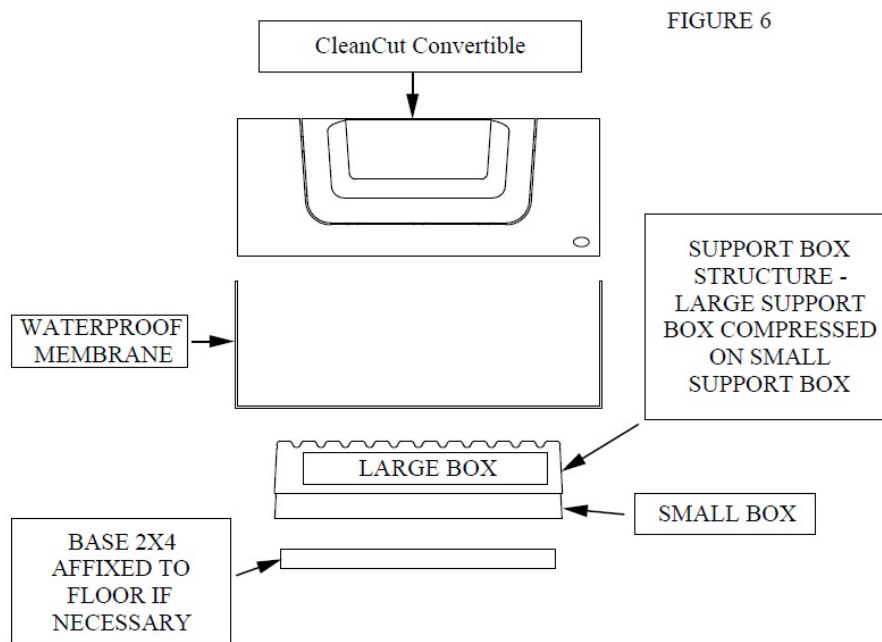 FIGURE 6
CleanCut Convertible
WATERPROOF
MEMBRANE
SUPPORT BOX
STRUCTURE -
LARGE SUPPORT
BOX COMPRESSED
ON SMALL
SUPPORT BOX
LARGE BOX
SMALL BOX
BASE 2X4
AFFIXED TO
FLOOR IF
NECESSARY